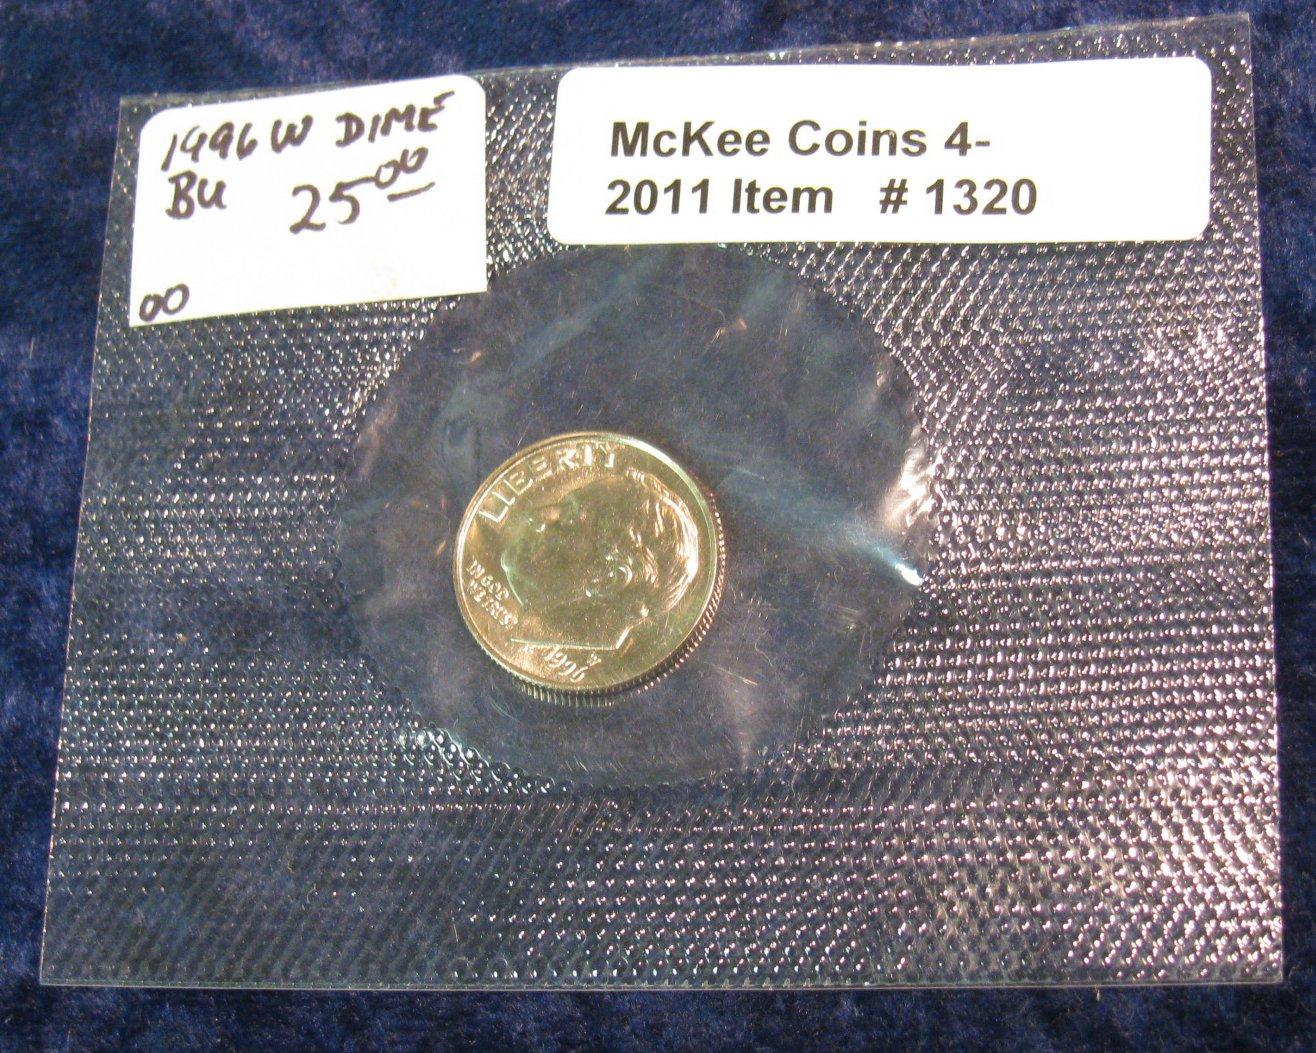 1996 W DIME
BU 25.00
00
McKee Coins 4-
2011 Item # 1320
LIBERTY
IN GOD
WE TRUST
1996
W